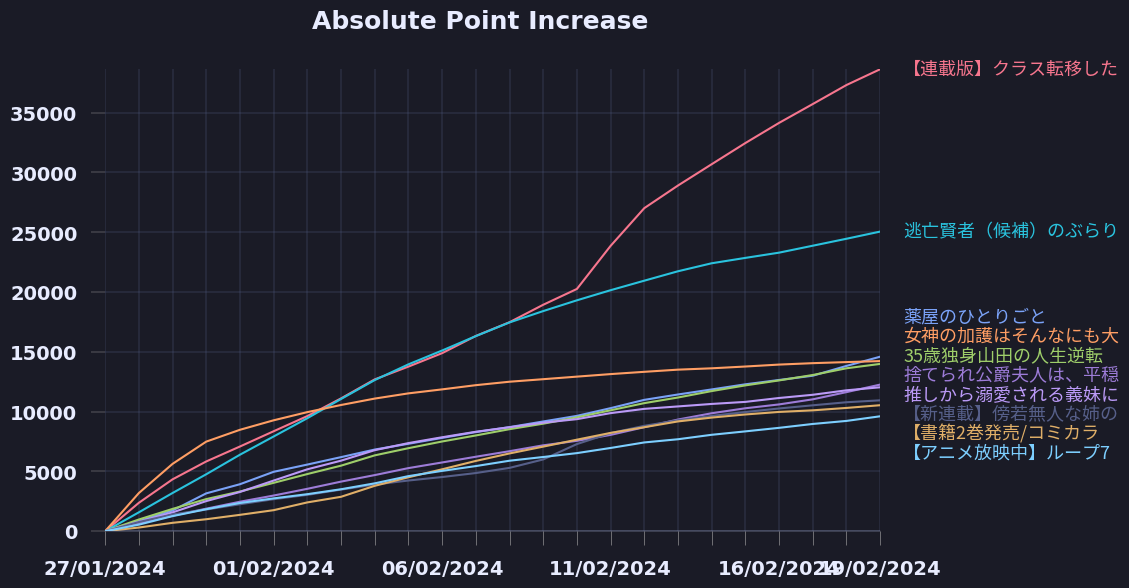 Absolute Point Increase
35000
30000
25000
20000
15000
10000
5000
0
27/01/2024
01/02/2024
06/02/2024
11/02/2024
16/02/2024
19/02/2024
【連載版】クラス転移した
逃亡賢者（候補）のぶらり
薬屋のひとりごと
女神の加護はそんなにも大
35歳独身山田の人生逆転
捨てられ公爵夫人は、平穏
推しから溺愛される義妹に
【新連載】傍若無人な姉の
【書籍2巻発売/コミカラ
【アニメ放映中】ループ7